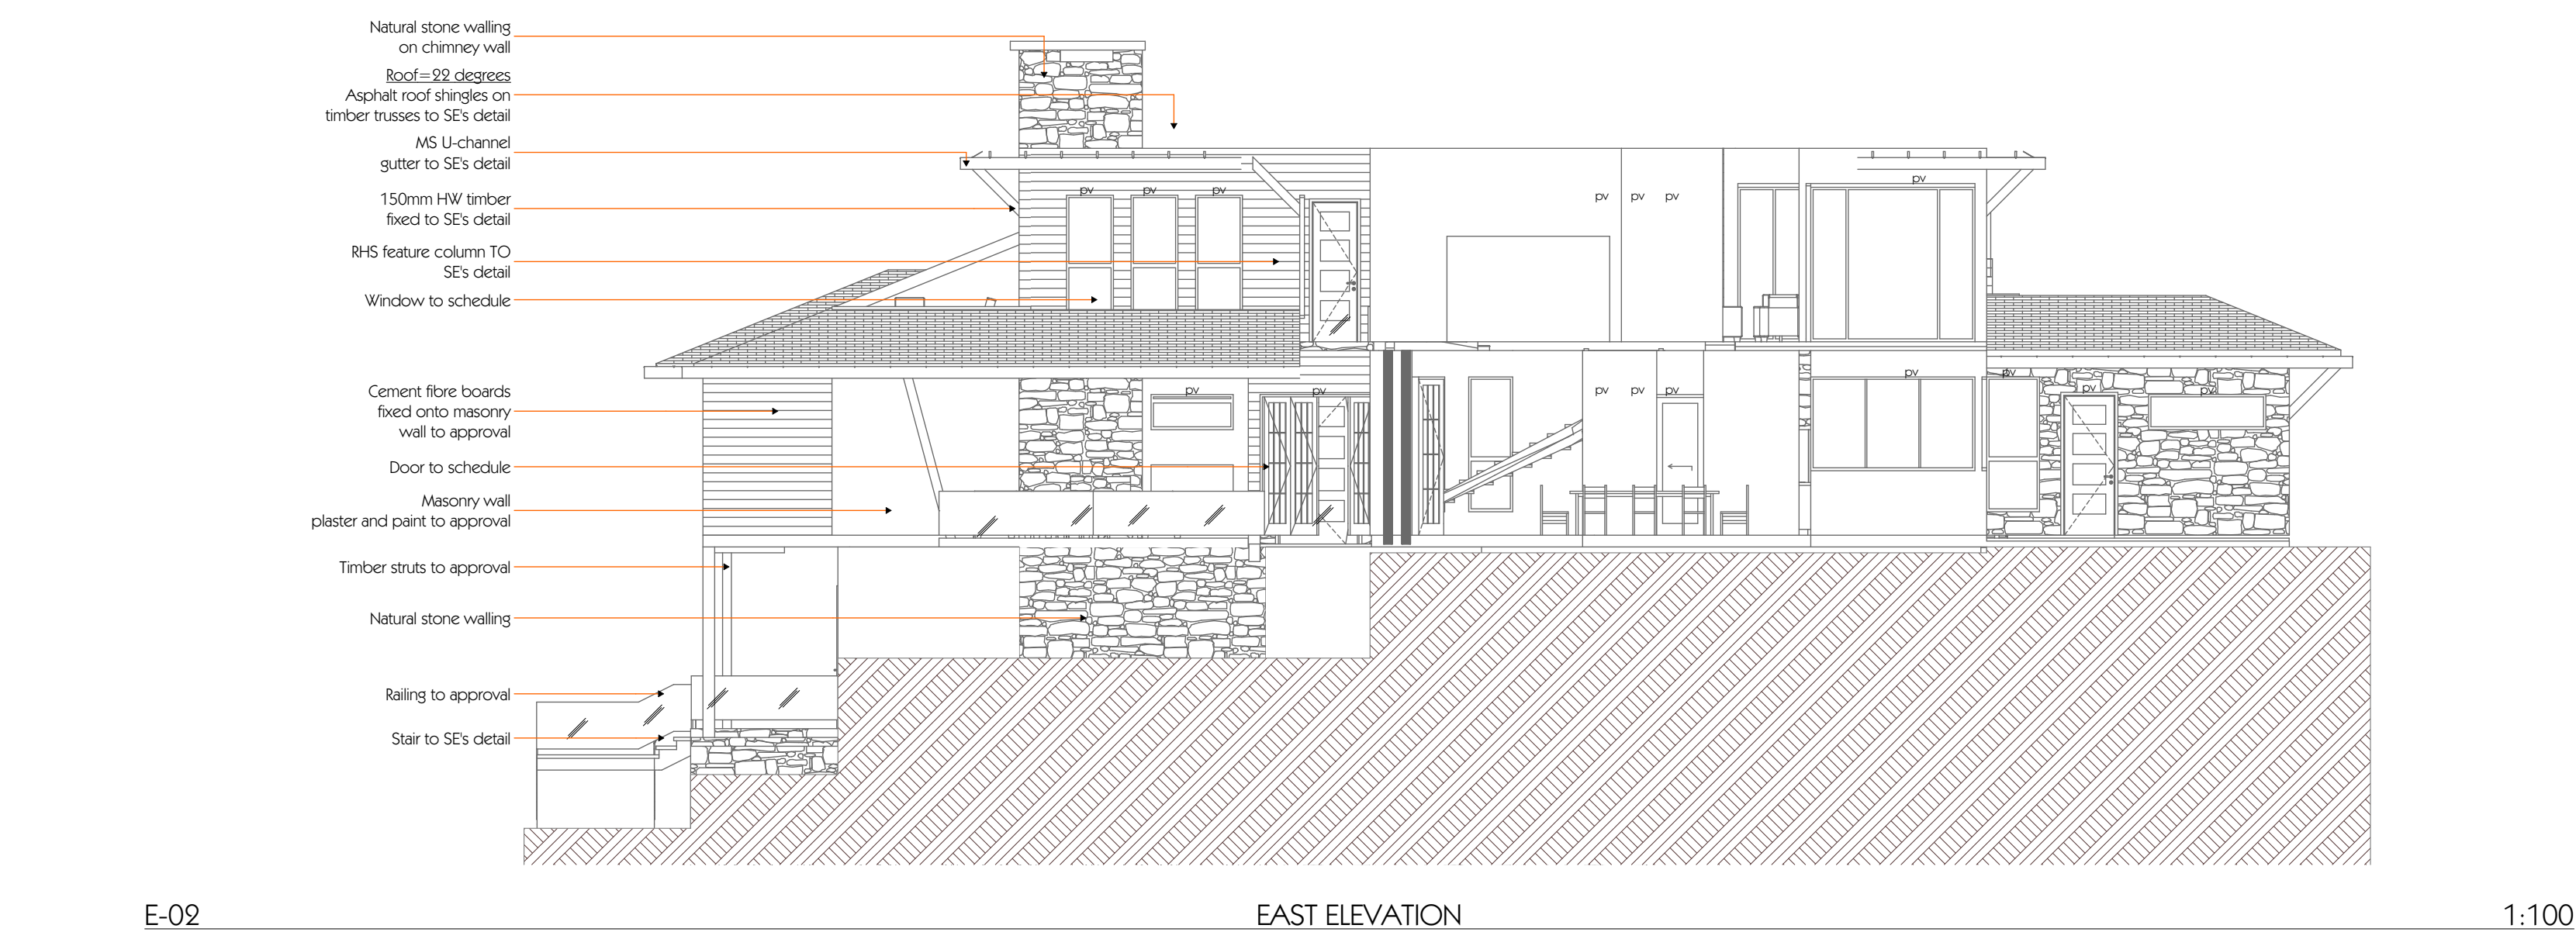 Natural stone walling
on chimney wall
Roof=22 degrees
Asphalt roof shingles on
timber trusses to SE's detail
MS U-channel
gutter to SE's detail
150mm HW timber
fixed to SE's detail
RHS feature column TO
SE's detail
Window to schedule
Cement fibre boards
fixed onto masonry
wall to approval
Door to schedule
Masonry wall
plaster and paint to approval
Timber struts to approval
Natural stone walling
Railing to approval
Stair to SE's detail
pv pv pv
pv pv pv
pv
pv
pv
pv pv pv
pv
pv
pv
pv
E-02
EAST ELEVATION
1:100